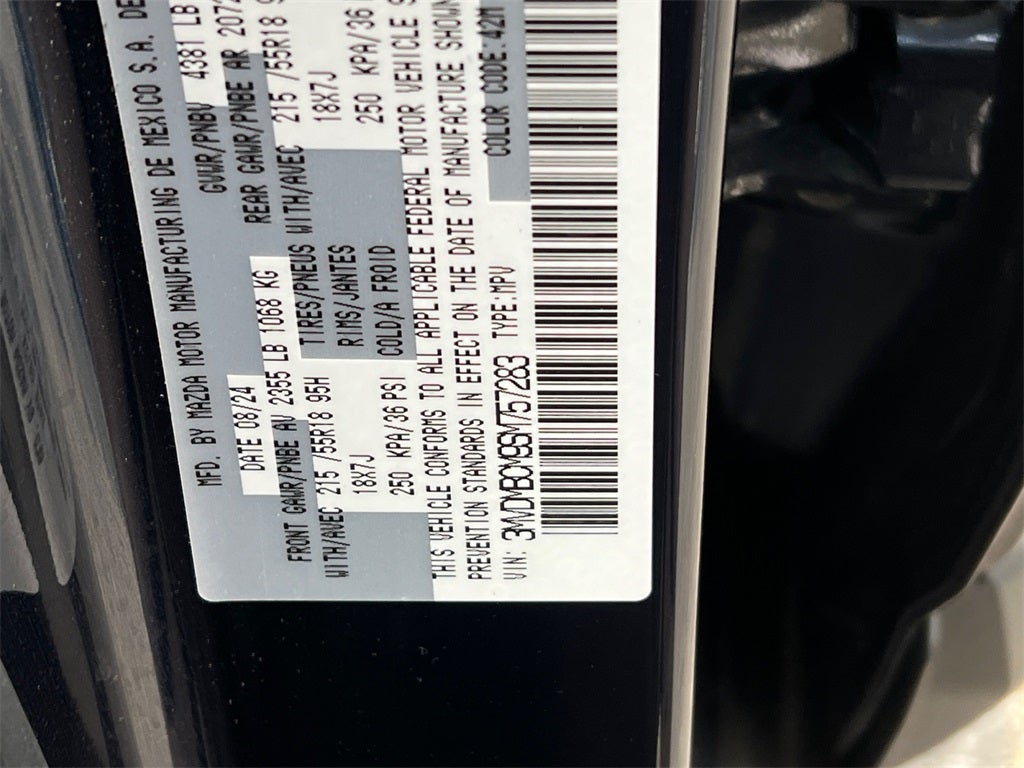 MFD. BY MAZDA MOTOR MANUFACTURING DE MEXICO S. A. DE
DATE 08/24 GVWR/PNBV 4381 LB
FRONT GAWR/PNBE AV 2355 LB 1068 KG REAR GAWR/PNBE AR 2072
WITH/AVEC 215 /55R18 95H TIRES/PNEUS WITH/AVEC 215 /55R18 9
18X7J RIMS/JANTES 18X7J
250 KPA/36 PSI COLD/A FROID 250 KPA/36
THIS VEHICLE CONFORMS TO ALL APPLICABLE FEDERAL MOTOR VEHICLE S
PREVENTION STANDARDS IN EFFECT ON THE DATE OF MANUFACTURE SHOWN
VIN: 3MVDMBCM9SM757283 TYPE:MPV COLOR CODE:42M